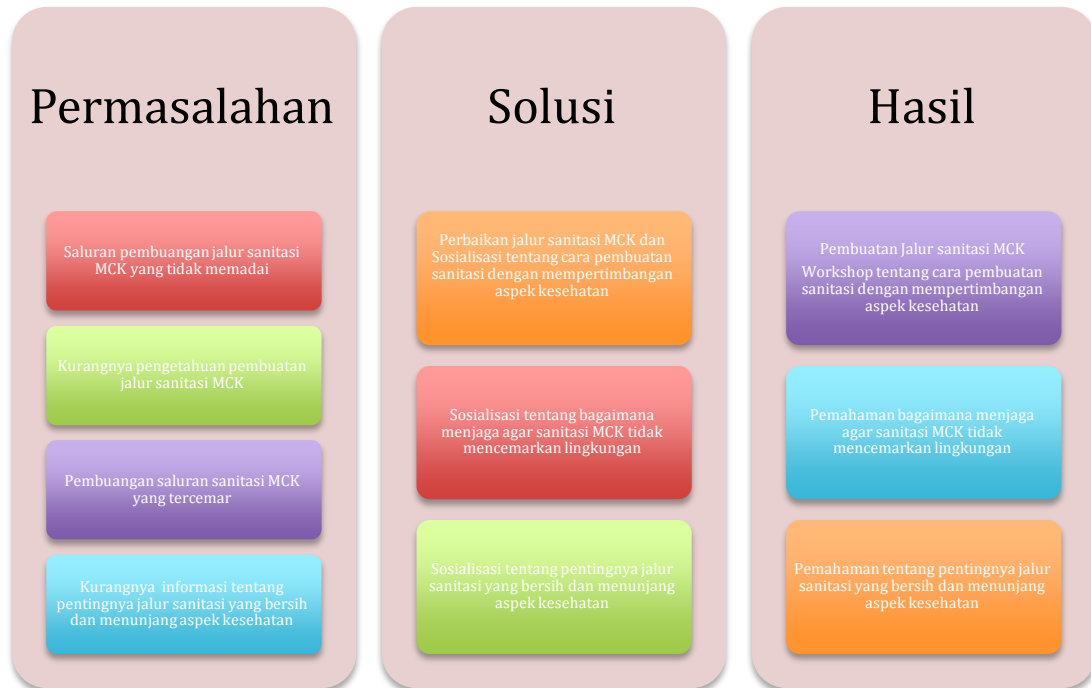 Permasalahan
Saluran pembuangan jalur sanitasi
MCK yang tidak memadai
Kurangnya pengetahuan pembuatan
jalur sanitasi MCK
Pembuangan saluran sanitasi MCK
yang tercemar
Kurangnya informasi tentang
pentingnya jalur sanitasi yang bersih
dan menunjang aspek kesehatan
Solusi
Perbaikan jalur sanitasi MCK dan
Sosialisasi tentang cara pembuatan
sanitasi dengan mempertimbangan
aspek kesehatan
Sosialisasi tentang bagaimana
menjaga agar sanitasi MCK tidak
mencemarkan lingkungan
Sosialisasi tentang pentingnya jalur
sanitasi yang bersih dan menunjang
aspek kesehatan
Hasil
Pembuatan Jalur sanitasi MCK
Workshop tentang cara pembuatan
sanitasi dengan mempertimbangan
aspek kesehatan
Pemahaman bagaimana menjaga
agar sanitasi MCK tidak
mencemarkan lingkungan
Pemahaman tentang pentingnya jalur
sanitasi yang bersih dan menunjang
aspek kesehatan